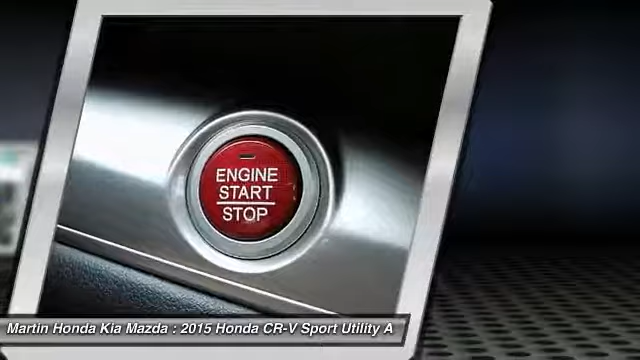 ENGINE
START
STOP
Martin Honda Kia Mazda : 2015 Honda CR-V Sport Utility A